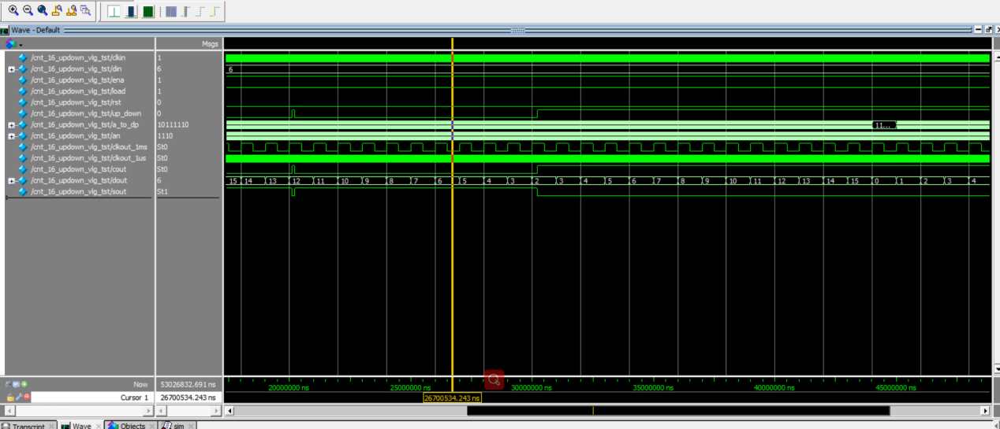 Wave - Default
Msgs
/cnt_16_updown_vlg_tst/clkin 1
/cnt_16_updown_vlg_tst/din 6 6
/cnt_16_updown_vlg_tst/ena 1
/cnt_16_updown_vlg_tst/load 1
/cnt_16_updown_vlg_tst/rst 0
/cnt_16_updown_vlg_tst/up_down 0
/cnt_16_updown_vlg_tst/a_to_dp 10111110 11...
/cnt_16_updown_vlg_tst/an 1110
/cnt_16_updown_vlg_tst/clkout_1ms St0
/cnt_16_updown_vlg_tst/clkout_1us St0
/cnt_16_updown_vlg_tst/cout St0
/cnt_16_updown_vlg_tst/dout 6 15 14 13 12 11 10 9 8 7 6 5 4 3 2 3 4 5 6 7 8 9 10 11 12 13 14 15 0 1 2 3 4
/cnt_16_updown_vlg_tst/sout St1
Now 53026832.691 ns 20000000 ns 25000000 ns 30000000 ns 35000000 ns 40000000 ns 45000000 ns
Cursor 1 26700534.243 ns 26700534.243 ns
Transcript Wave Objects sim